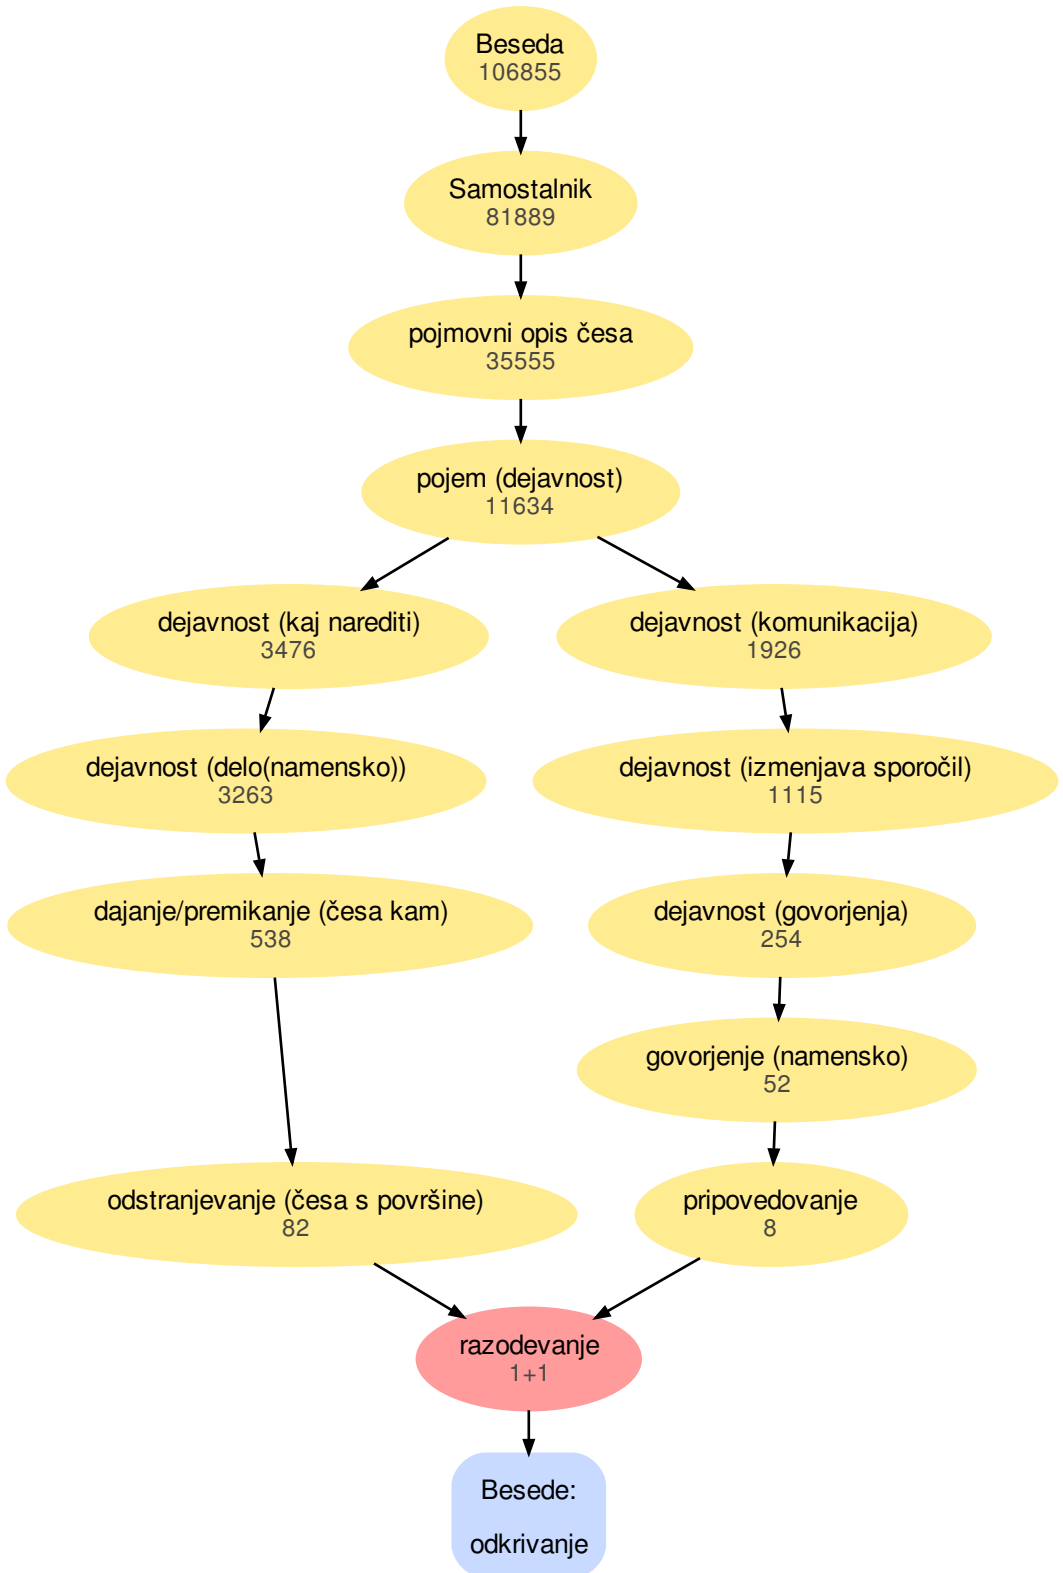 Beseda
106855
Samostalnik
81889
pojmovni opis česa
35555
pojem (dejavnost)
11634
dejavnost (kaj narediti)
3476
dejavnost (komunikacija)
1926
dejavnost (delo(namensko))
3263
dejavnost (izmenjava sporočil)
1115
dajanje/premikanje (česa kam)
538
dejavnost (govorjenja)
254
govorjenje (namensko)
52
odstranjevanje (česa s površine)
82
pripovedovanje
8
razodevanje
1+1
Besede:
odkrivanje